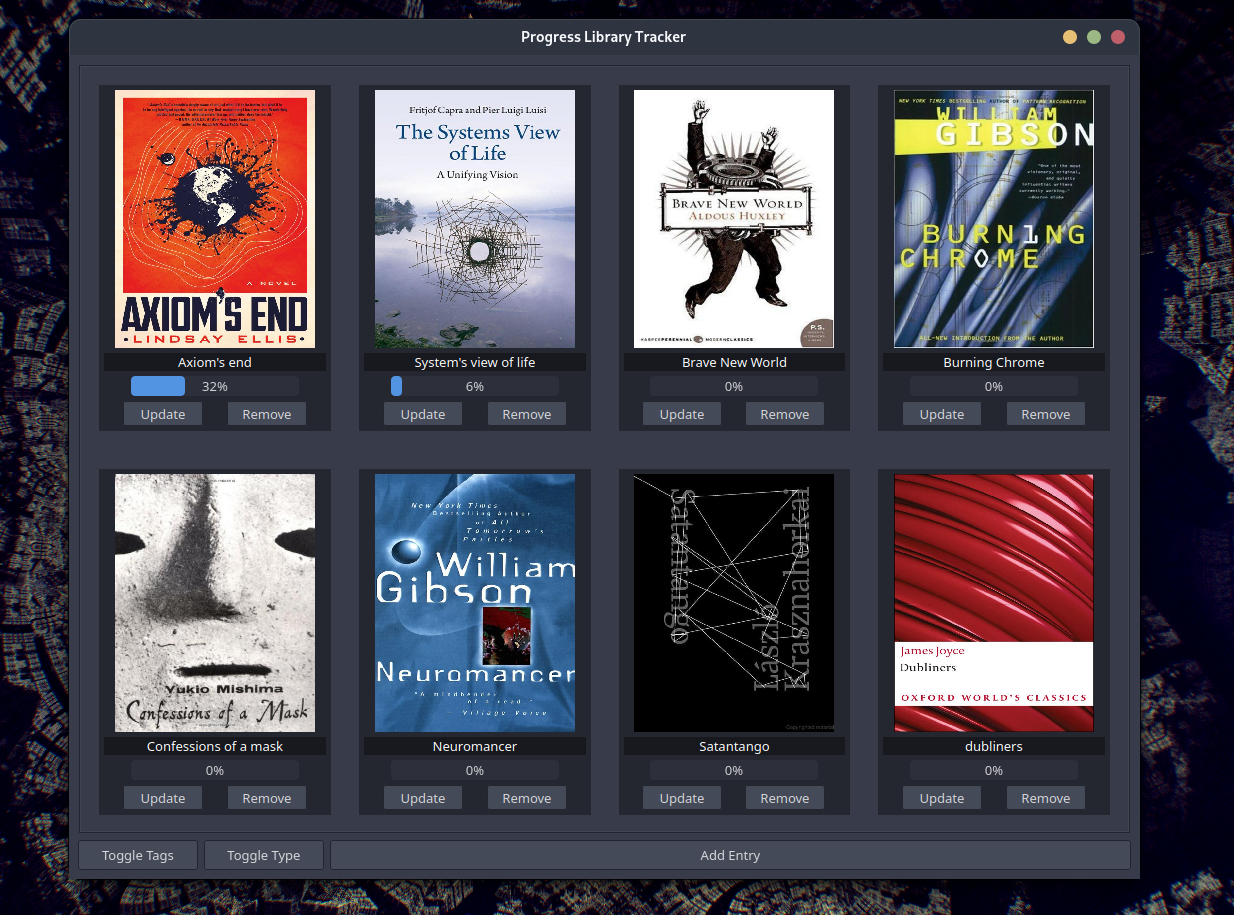 Progress Library Tracker
A NOVEL
AXIOM'S END
•LINDSAY ELLIS•
Axiom's end
32%
Update
Remove
Fritjof Capra and Pier Luigi Luisi
The Systems View
of Life
A Unifying Vision
System's view of life
6%
Update
Remove
BRAVE NEW WORLD
ALDOUS HUXLEY
P.S.
HARPERPERENNIAL MODERNCLASSICS
Brave New World
0%
Update
Remove
NEW YORK TIMES BESTSELLING AUTHOR OF PATTERN RECOGNITION
WILLIAM
GIBSON
"One of the most
visionary, original,
and quietly
influential writers
currently working."
—Boston Globe
BURN1NG
CHROME
ALL-NEW INTRODUCTION FROM THE AUTHOR
Burning Chrome
0%
Update
Remove
Yukio Mishima
Confessions of a Mask
Confessions of a mask
0%
Update
Remove
New York Times
Bestselling Author
of All
Tomorrow's
Parties
William
Gibson
Neuromancer
"A mindbender
of a read."
— Village Voice
Neuromancer
0%
Update
Remove
Satantango
László
Krasznahorkai
Copyrighted material
Satantango
0%
Update
Remove
James Joyce
Dubliners
OXFORD WORLD'S CLASSICS
dubliners
0%
Update
Remove
Toggle Tags
Toggle Type
Add Entry